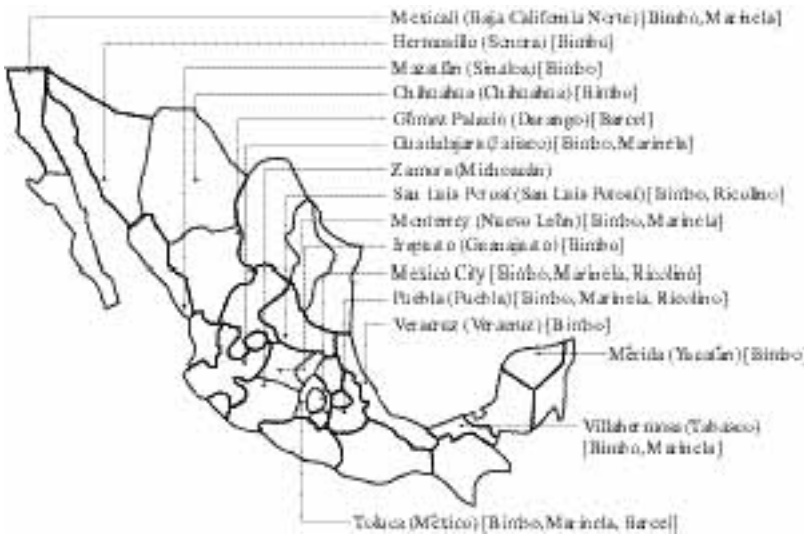 Mexicali (Baja California Norte) [Bimbo, Marinela]
Hermosillo (Sonora) [Bimbo]
Mazatlán (Sinaloa) [Bimbo]
Chihuahua (Chihuahua) [Bimbo]
Gómez Palacio (Durango) [Barcel]
Guadalajara (Jalisco) [Bimbo, Marinela]
Zamora (Michoacán)
San Luis Potosí (San Luis Potosí) [Bimbo, Ricolino]
Monterrey (Nuevo León) [Bimbo, Marinela]
Irapuato (Guanajuato) [Bimbo]
Mexico City [Bimbo, Marinela, Ricolino]
Puebla (Puebla) [Bimbo, Marinela, Ricolino]
Veracruz (Veracruz) [Bimbo]
Mérida (Yucatán) [Bimbo]
Villahermosa (Tabasco)
[Bimbo, Marinela]
Toluca (México) [Bimbo, Marinela, Barcel]